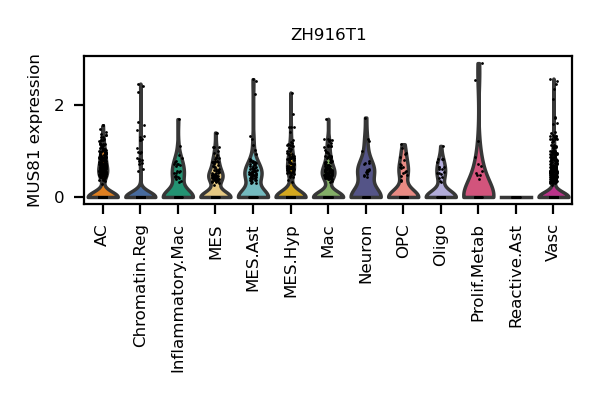 ZH916T1
MUS81 expression
2
0
AC
Chromatin.Reg
Inflammatory.Mac
MES
MES.Ast
MES.Hyp
Mac
Neuron
OPC
Oligo
Prolif.Metab
Reactive.Ast
Vasc